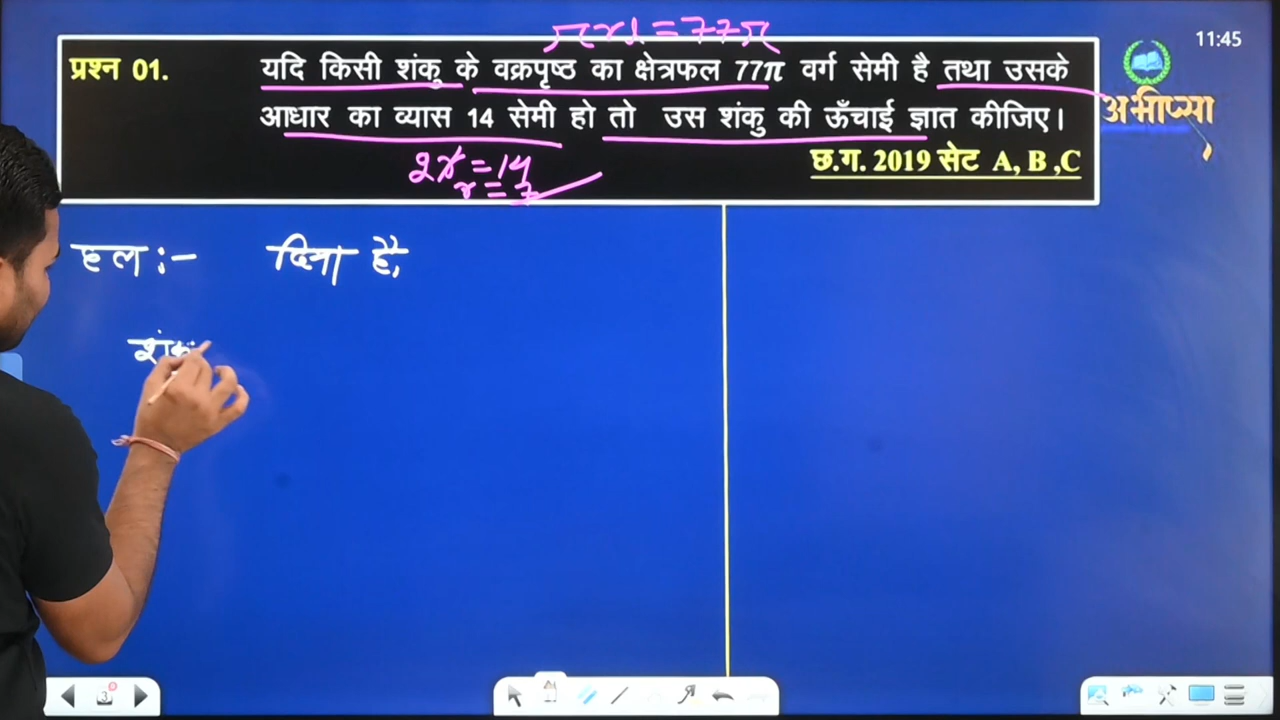 πrl = 77π
11:45
प्रश्न 01. यदि किसी शंकु के वक्रपृष्ठ का क्षेत्रफल 77π वर्ग सेमी है तथा उसके
आधार का व्यास 14 सेमी हो तो उस शंकु की ऊँचाई ज्ञात कीजिए।
अभीप्सा
2r = 14
r = 7
छ.ग. 2019 सेट A, B ,C
हल :- दिया है,
शंकु
3